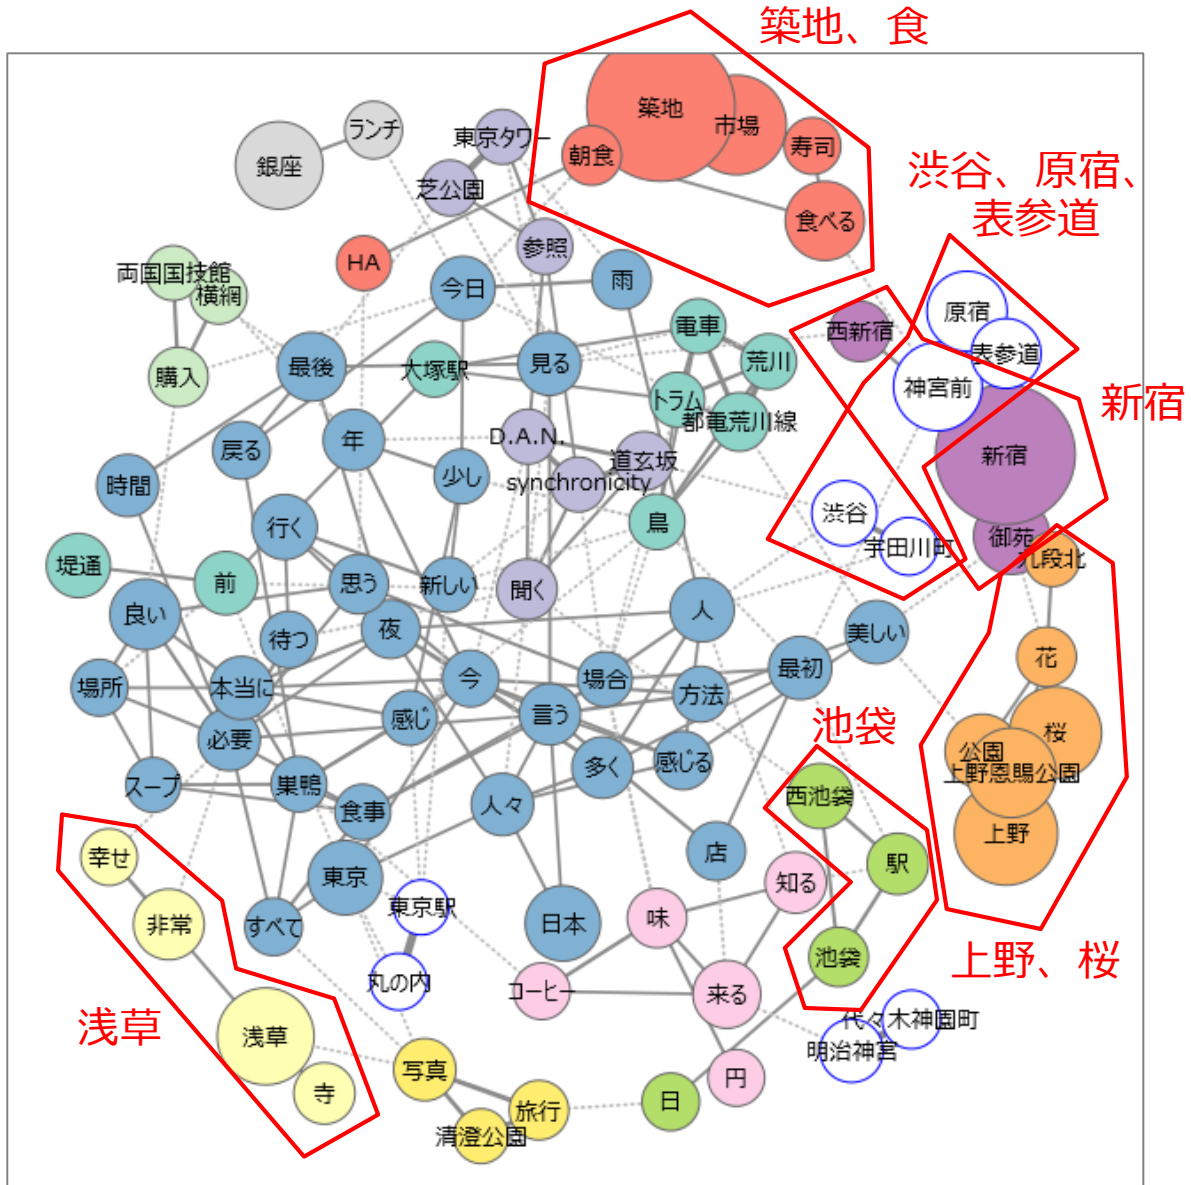 築地、食
築地
市場
朝食
寿司
食べる
銀座
ランチ
東京タワー
芝公園
参照
渋谷、原宿、
表参道
両国国技館
横網
購入
HA
今日
雨
西新宿
原宿
表参道
神宮前
最後
大塚駅
見る
電車
荒川
トラム
都電荒川線
新宿
新宿
戻る
年
D.A.N.
道玄坂
synchronicity
時間
少し
行く
鳥
渋谷
宇田川町
御苑
九段北
堤通
前
思う
新しい
聞く
良い
待つ
夜
人
美しい
花
場所
本当に
今
場合
方法
最初
必要
感じ
言う
多く
感じる
池袋
公園
桜
上野恩賜公園
上野
スープ
巣鴨
食事
人々
西池袋
店
駅
幸せ
非常
東京
すべて
東京駅
日本
味
知る
池袋
上野、桜
丸の内
コーヒー
来る
浅草
浅草
寺
代々木神園町
明治神宮
写真
旅行
清澄公園
日
円